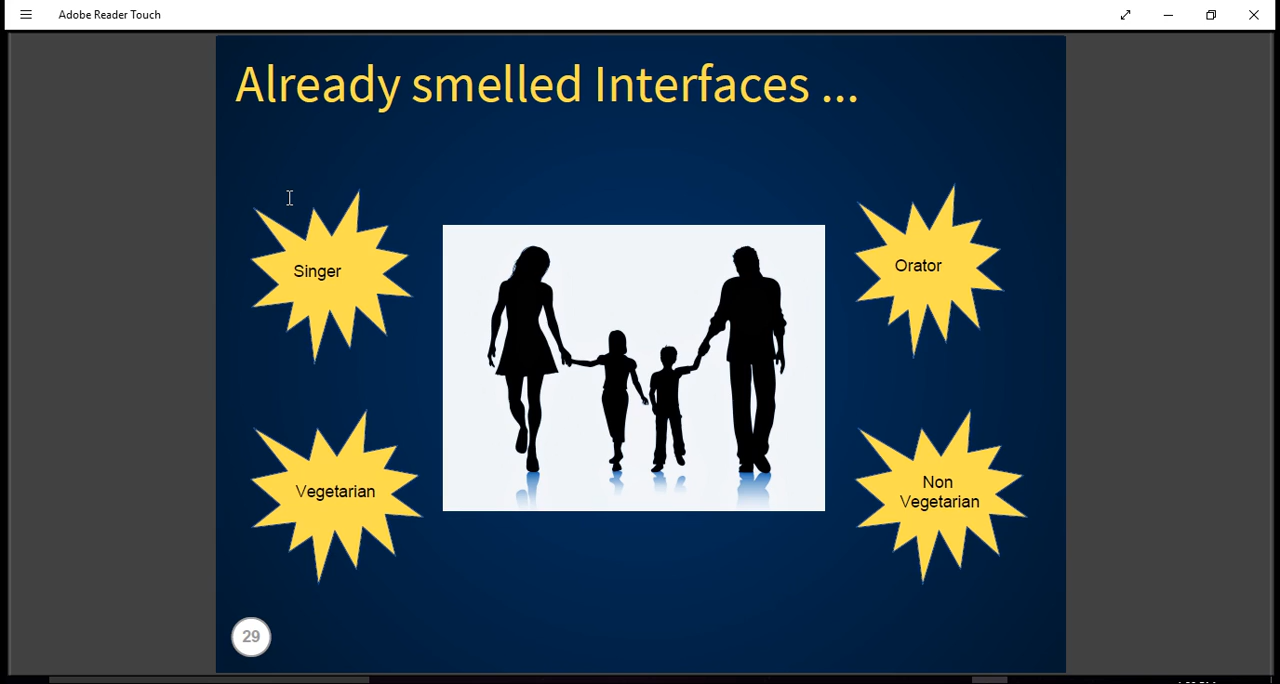 Adobe Reader Touch
Already smelled Interfaces ...
Singer
Orator
Vegetarian
Non
Vegetarian
29